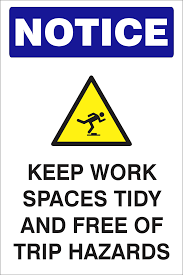 NOTICE
KEEP WORK
SPACES TIDY
AND FREE OF
TRIP HAZARDS